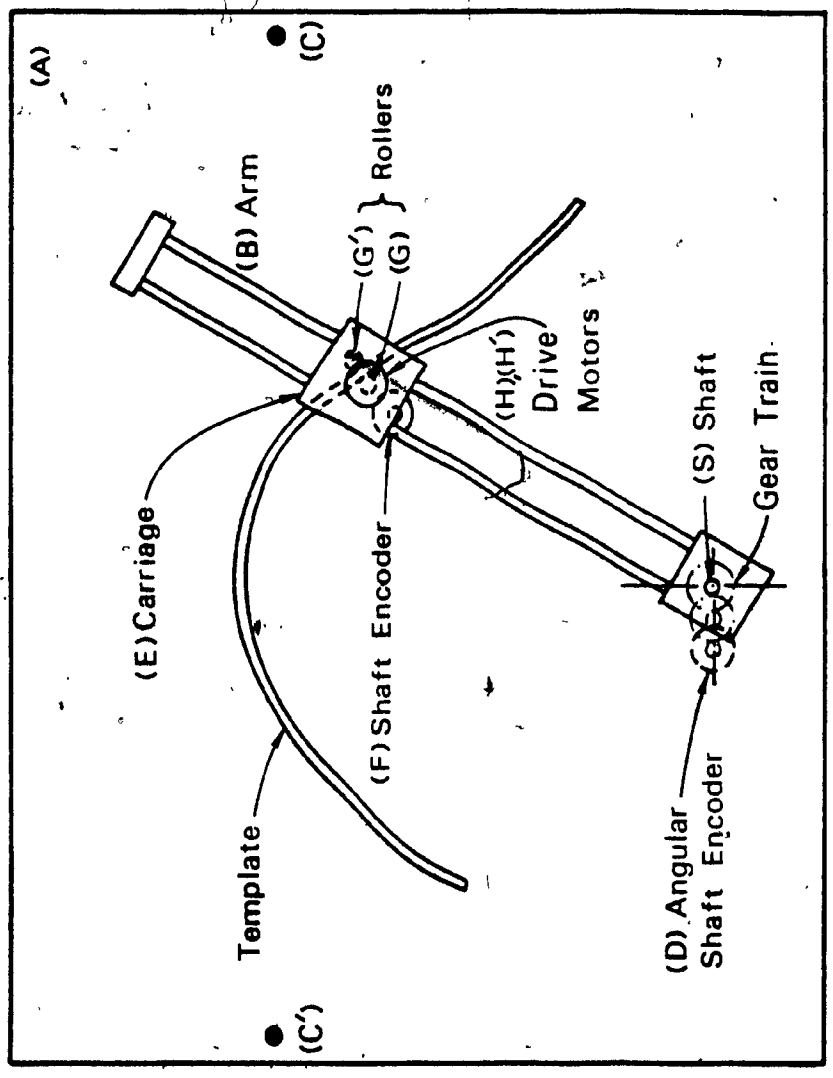 (A)
(C)
(B) Arm
(G′) } Rollers
(G)
(H)(H′)
Drive
Motors
(E) Carriage
(S) Shaft
Gear Train
(F) Shaft Encoder
Template
(D) Angular
Shaft Encoder
(C′)